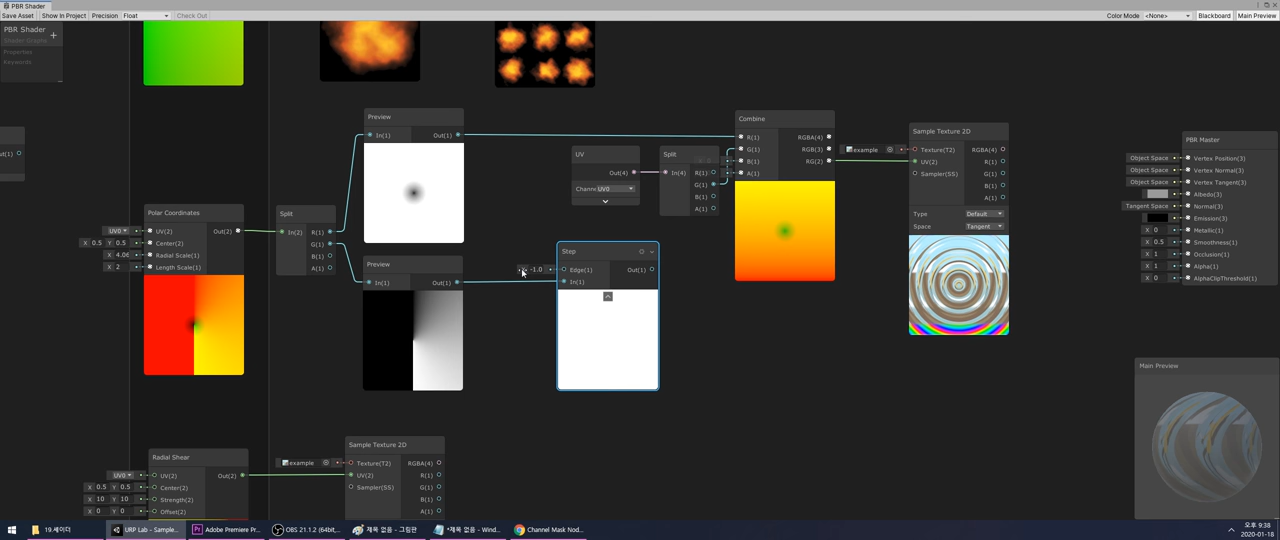 PBR Shader
Save Asset Show In Project Precision Float Check Out Color Mode <None> Blackboard Main Preview
PBR Shader +
Shader Graphs
Properties
Keywords
Preview
In(1) Out(1)
Combine
R(1) RGBA(4)
G(1) RGB(3)
B(1) RG(2)
A(1)
UV
Out(4)
UV0
Split
In(4) R(1)
G(1)
B(1)
A(1)
example
Sample Texture 2D
Texture(T2) RGBA(4)
UV(2) R(1)
Sampler(SS) G(1)
B(1)
A(1)
Type Default
Space Tangent
PBR Master
Object Space Vertex Position(3)
Object Space Vertex Normal(3)
Object Space Vertex Tangent(3)
Albedo(3)
Tangent Space Normal(3)
Emission(3)
X 0 Metallic(1)
X 0.5 Smoothness(1)
X 1 Occlusion(1)
X 1 Alpha(1)
X 0 AlphaClipThreshold(1)
Polar Coordinates
UV0 UV(2) Out(2)
X 0.5 Y 0.5 Center(2)
X 4.06 Radial Scale(1)
X 2 Length Scale(1)
Split
In(2) R(1)
G(1)
B(1)
A(1)
Preview
In(1) Out(1)
Step
-1.0 Edge(1) Out(1)
In(1)
Main Preview
Radial Shear
UV0 UV(2) Out(2)
X 0.5 Y 0.5 Center(2)
X 10 Y 10 Strength(2)
X 0 Y 0 Offset(2)
example
Sample Texture 2D
Texture(T2) RGBA(4)
UV(2) R(1)
Sampler(SS) G(1)
B(1)
A(1)
19.셰이더 URP Lab - Sample... Adobe Premiere Pr... OBS 21.1.2 (64bit,... 제목 없음 - 그림판 *제목 없음 - Wind... Channel Mask Nod...
오후 9:38
2020-01-18